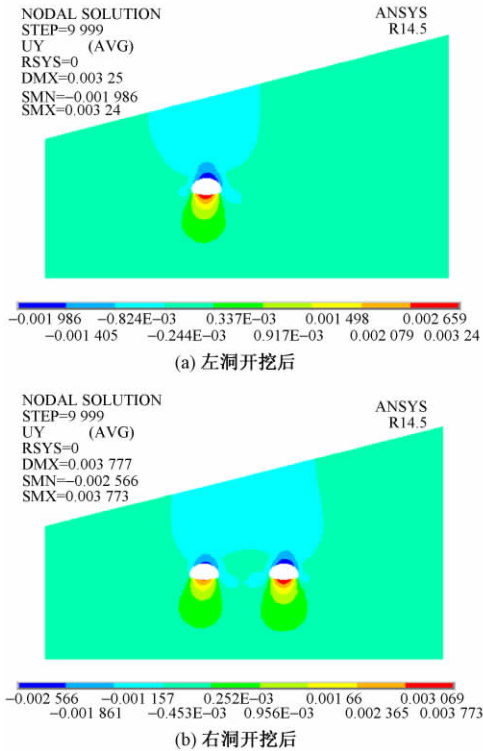 NODAL SOLUTION
STEP=9 999
UY (AVG)
RSYS=0
DMX=0.003 25
SMN=−0.001 986
SMX=0.003 24
ANSYS
R14.5
−0.001 986 −0.824E−03 0.337E−03 0.001 498 0.002 659
−0.001 405 −0.244E−03 0.917E−03 0.002 079 0.003 24
(a) 左洞开挖后
NODAL SOLUTION
STEP=9 999
UY (AVG)
RSYS=0
DMX=0.003 777
SMN=−0.002 566
SMX=0.003 773
ANSYS
R14.5
−0.002 566 −0.001 157 0.252E−03 0.001 66 0.003 069
−0.001 861 −0.453E−03 0.956E−03 0.002 365 0.003 773
(b) 右洞开挖后